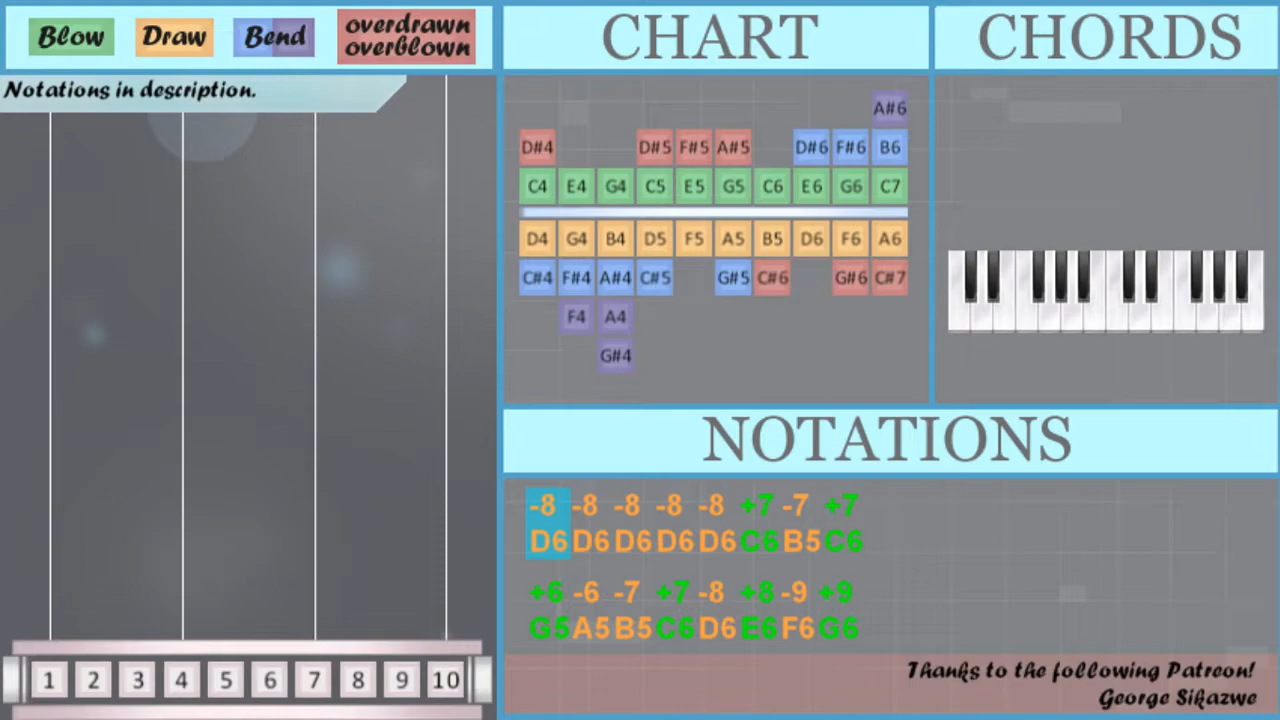 Blow Draw Bend overdrawn
overblown
Notations in description.
CHART
A#6
D#4 D#5 F#5 A#5 D#6 F#6 B6
C4 E4 G4 C5 E5 G5 C6 E6 G6 C7
D4 G4 B4 D5 F5 A5 B5 D6 F6 A6
C#4 F#4 A#4 C#5 G#5 C#6 G#6 C#7
F4 A4
G#4
CHORDS
NOTATIONS
-8 -8 -8 -8 -8 +7 -7 +7
D6 D6 D6 D6 D6 C6 B5 C6
+6 -6 -7 +7 -8 +8 -9 +9
G5 A5 B5 C6 D6 E6 F6 G6
Thanks to the following Patreon!
George Sikazwe
1 2 3 4 5 6 7 8 9 10